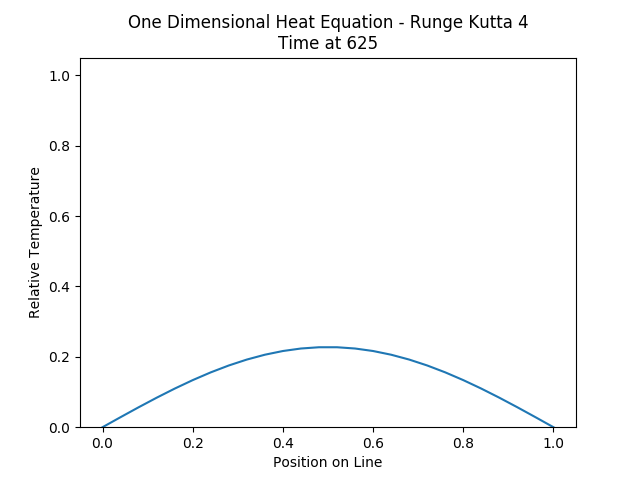 One Dimensional Heat Equation - Runge Kutta 4
Time at 625
1.0
0.8
0.6
0.4
0.2
0.0
Relative Temperature
0.0 0.2 0.4 0.6 0.8 1.0
Position on Line